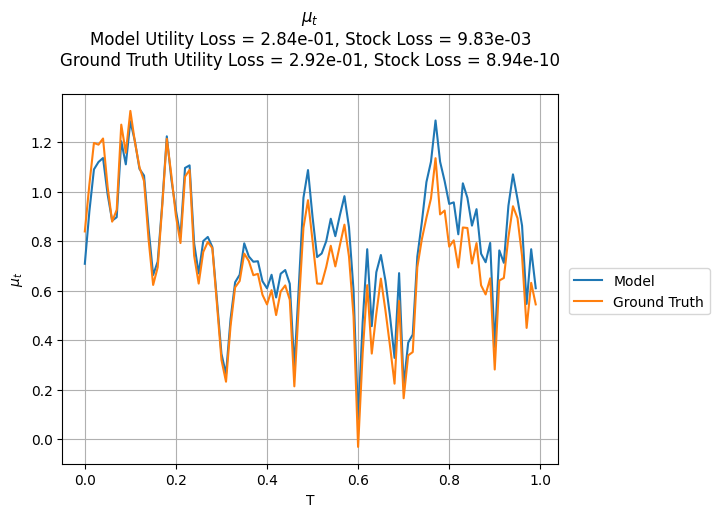 μₜ
Model Utility Loss = 2.84e-01, Stock Loss = 9.83e-03
Ground Truth Utility Loss = 2.92e-01, Stock Loss = 8.94e-10
1.2
1.0
0.8
0.6
0.4
0.2
0.0
μₜ
0.0 0.2 0.4 0.6 0.8 1.0
T
Model
Ground Truth